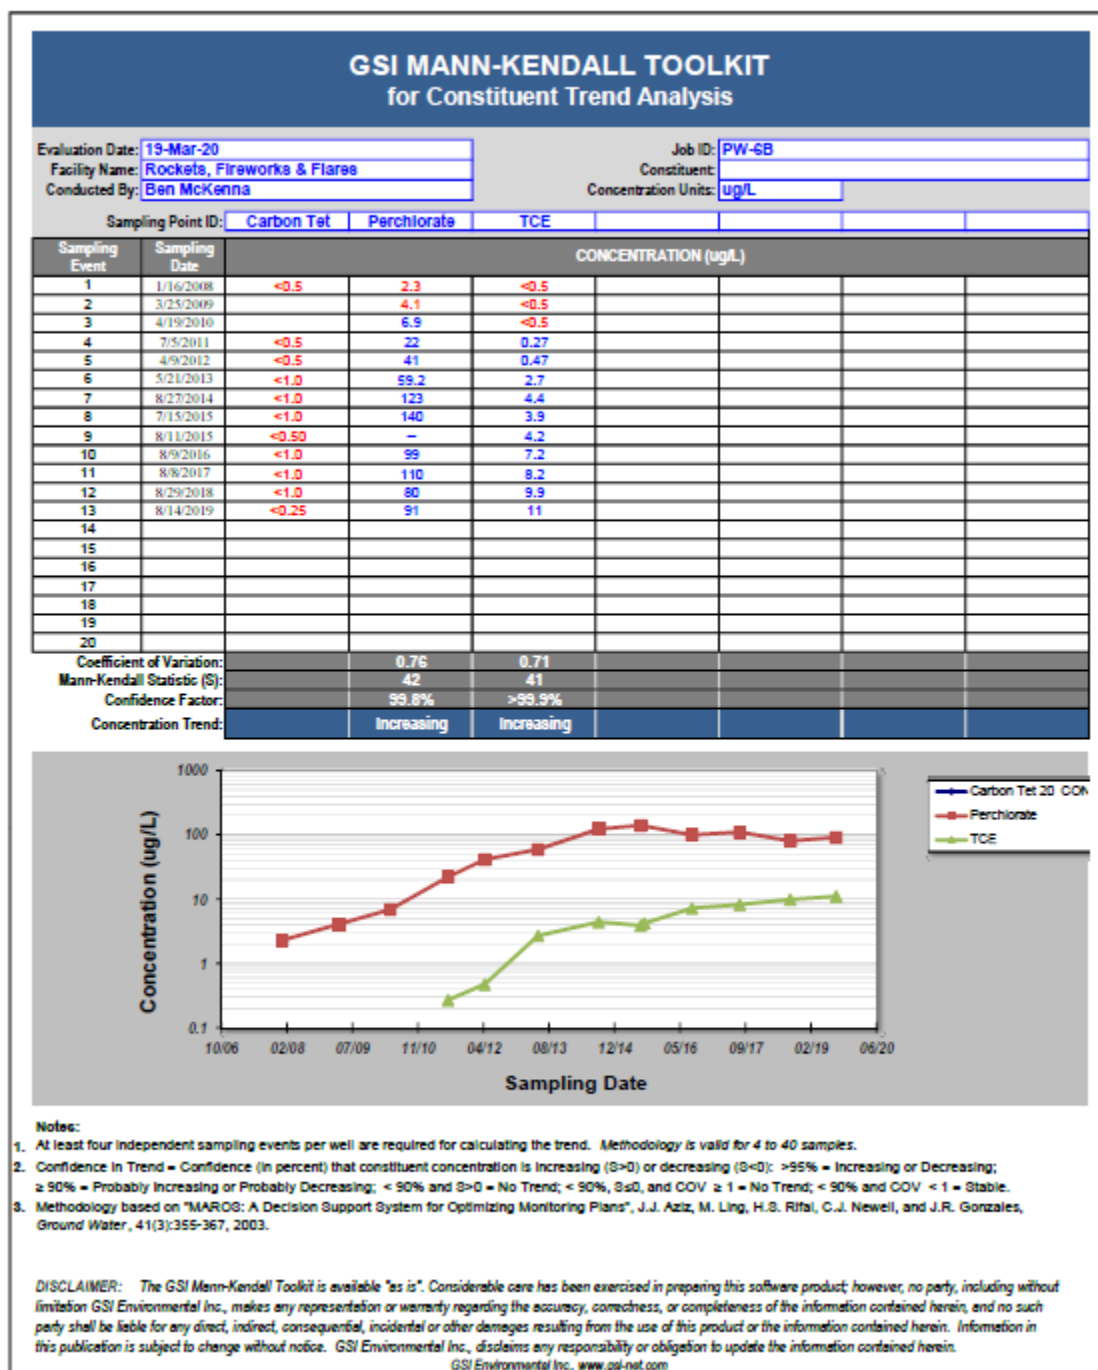 GSI MANN-KENDALL TOOLKIT
for Constituent Trend Analysis
Evaluation Date: 19-Mar-20 Job ID: PW-6B
Facility Name: Rockets, Fireworks & Flares Constituent:
Conducted By: Ben McKenna Concentration Units: ug/L
Sampling Point ID: Carbon Tet Perchlorate TCE
Sampling Event Sampling Date CONCENTRATION (ug/L)
1 1/16/2008 <0.5 2.3 <0.5
2 3/25/2009 4.1 <0.5
3 4/19/2010 6.9 <0.5
4 7/5/2011 <0.5 22 0.27
5 4/9/2012 <0.5 41 0.47
6 5/21/2013 <1.0 59.2 2.7
7 8/27/2014 <1.0 123 4.4
8 7/15/2015 <1.0 140 3.9
9 8/11/2015 <0.50 – 4.2
10 8/9/2016 <1.0 99 7.2
11 8/8/2017 <1.0 110 8.2
12 8/29/2018 <1.0 80 9.9
13 8/14/2019 <0.25 91 11
14
15
16
17
18
19
20
Coefficient of Variation: 0.76 0.71
Mann-Kendall Statistic (S): 42 41
Confidence Factor: 99.8% >99.9%
Concentration Trend: Increasing Increasing
Concentration (ug/L)
1000
100
10
1
0.1
10/06 02/08 07/09 11/10 04/12 08/13 12/14 05/16 09/17 02/19 06/20
Sampling Date
Carbon Tet 20 CON
Perchlorate
TCE
Notes:
1. At least four independent sampling events per well are required for calculating the trend. Methodology is valid for 4 to 40 samples.
2. Confidence in Trend = Confidence (in percent) that constituent concentration is increasing (S>0) or decreasing (S<0): >95% = Increasing or Decreasing;
≥ 90% = Probably Increasing or Probably Decreasing; < 90% and S>0 = No Trend; < 90%, S≤0, and COV ≥ 1 = No Trend; < 90% and COV < 1 = Stable.
3. Methodology based on "MAROS: A Decision Support System for Optimizing Monitoring Plans", J.J. Aziz, M. Ling, H.S. Rifai, C.J. Newell, and J.R. Gonzales,
Ground Water, 41(3):355-367, 2003.
DISCLAIMER: The GSI Mann-Kendall Toolkit is available "as is". Considerable care has been exercised in preparing this software product; however, no party, including without
limitation GSI Environmental Inc., makes any representation or warranty regarding the accuracy, correctness, or completeness of the information contained herein, and no such
party shall be liable for any direct, indirect, consequential, incidental or other damages resulting from the use of this product or the information contained herein. Information in
this publication is subject to change without notice. GSI Environmental Inc., disclaims any responsibility or obligation to update the information contained herein.
GSI Environmental Inc., www.gsi-net.com